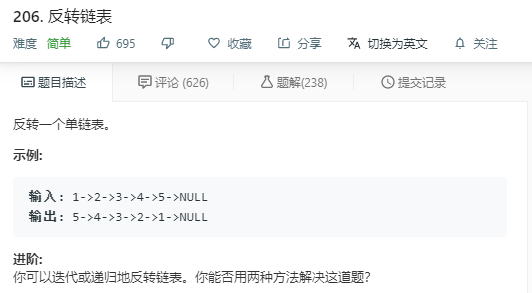 206. 反转链表
难度 简单 695 收藏 分享 切换为英文 关注
题目描述 评论 (626) 题解(238) 提交记录
反转一个单链表。
示例:
输入: 1->2->3->4->5->NULL
输出: 5->4->3->2->1->NULL
进阶:
你可以迭代或递归地反转链表。你能否用两种方法解决这道题?